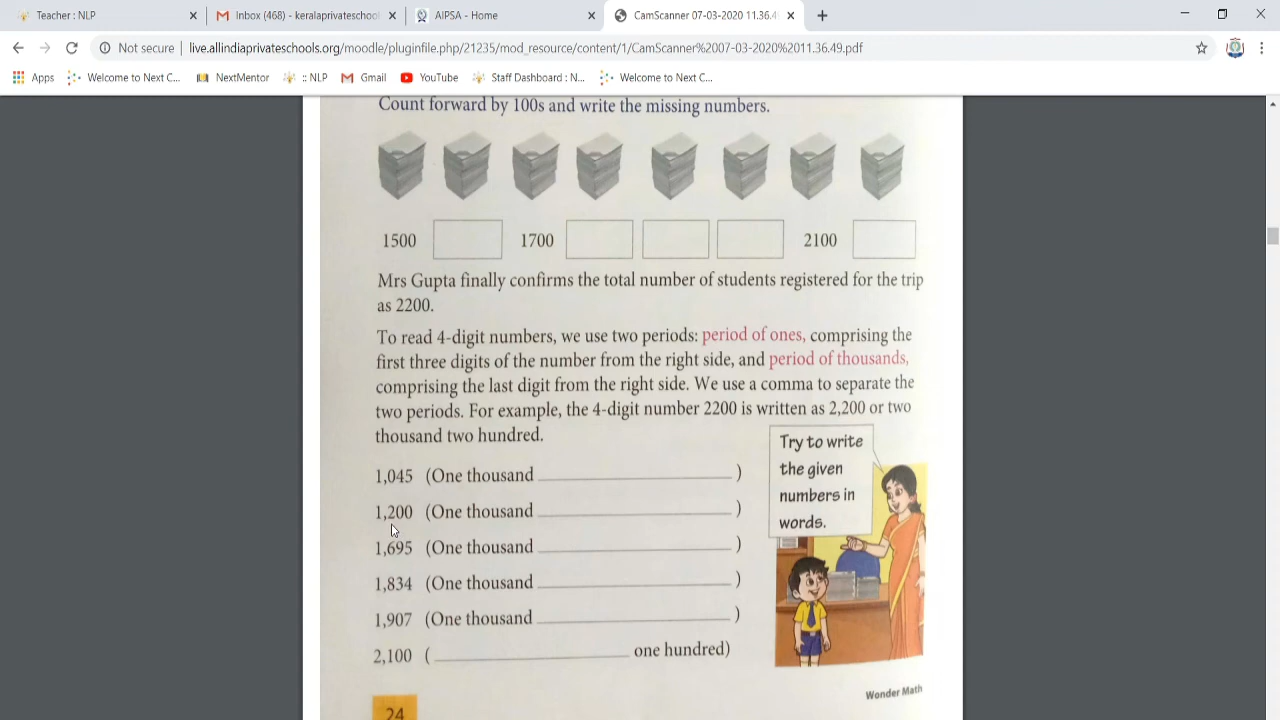 Teacher : NLP
Inbox (468) - keralaprivateschool
AIPSA - Home
CamScanner 07-03-2020 11.36.4
Not secure | live.allindiaprivateschools.org/moodle/pluginfile.php/21235/mod_resource/content/1/CamScanner%2007-03-2020%2011.36.49.pdf
Apps Welcome to Next C... NextMentor :: NLP Gmail YouTube Staff Dashboard : N... Welcome to Next C...
Count forward by 100s and write the missing numbers.
1500 1700 2100
Mrs Gupta finally confirms the total number of students registered for the trip
as 2200.
To read 4-digit numbers, we use two periods: period of ones, comprising the
first three digits of the number from the right side, and period of thousands,
comprising the last digit from the right side. We use a comma to separate the
two periods. For example, the 4-digit number 2200 is written as 2,200 or two
thousand two hundred.
1,045 (One thousand ____________________ )
1,200 (One thousand ____________________ )
1,695 (One thousand ____________________ )
1,834 (One thousand ____________________ )
1,907 (One thousand ____________________ )
2,100 ( ____________________ one hundred)
Try to write
the given
numbers in
words.
Wonder Math
24